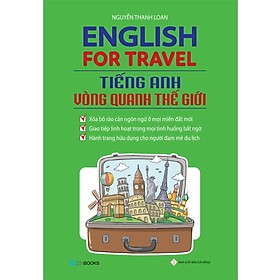 NGUYỄN THANH LOAN
ENGLISH
FOR TRAVEL
TIẾNG ANH
VÒNG QUANH THẾ GIỚI
Xóa bỏ rào cản ngôn ngữ ở mọi miền đất mới
Giao tiếp linh hoạt trong mọi tình huống bất ngờ
Hành trang hữu dụng cho người đam mê du lịch
BOOKS